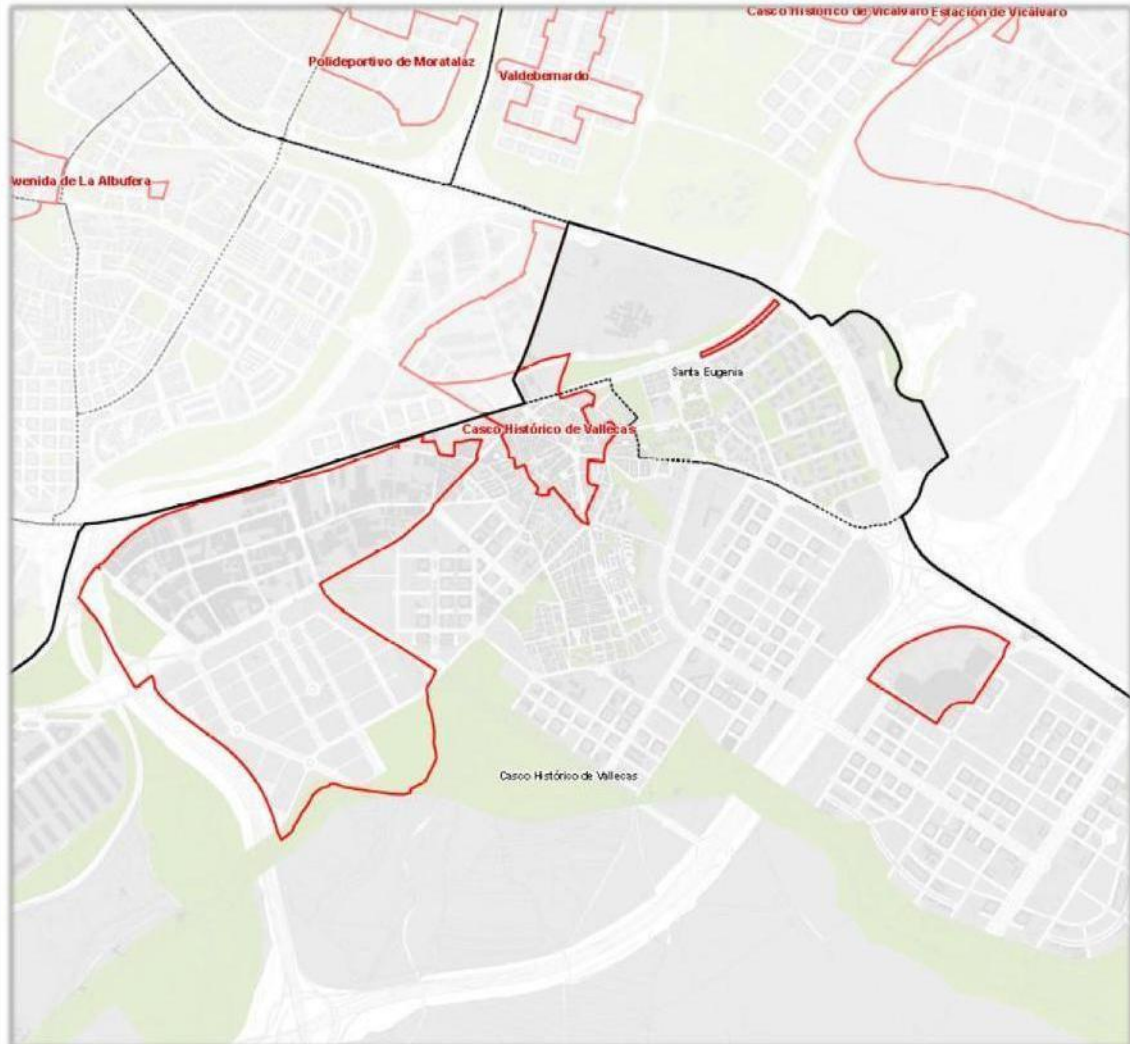 Casco Histórico de Vicálvaro Estación de Vicálvaro
Polideportivo de Moratalaz
Valdebernardo
venida de La Albufera
Santa Eugenia
Casco Histórico de Vallecas
Casco Histórico de Vallecas